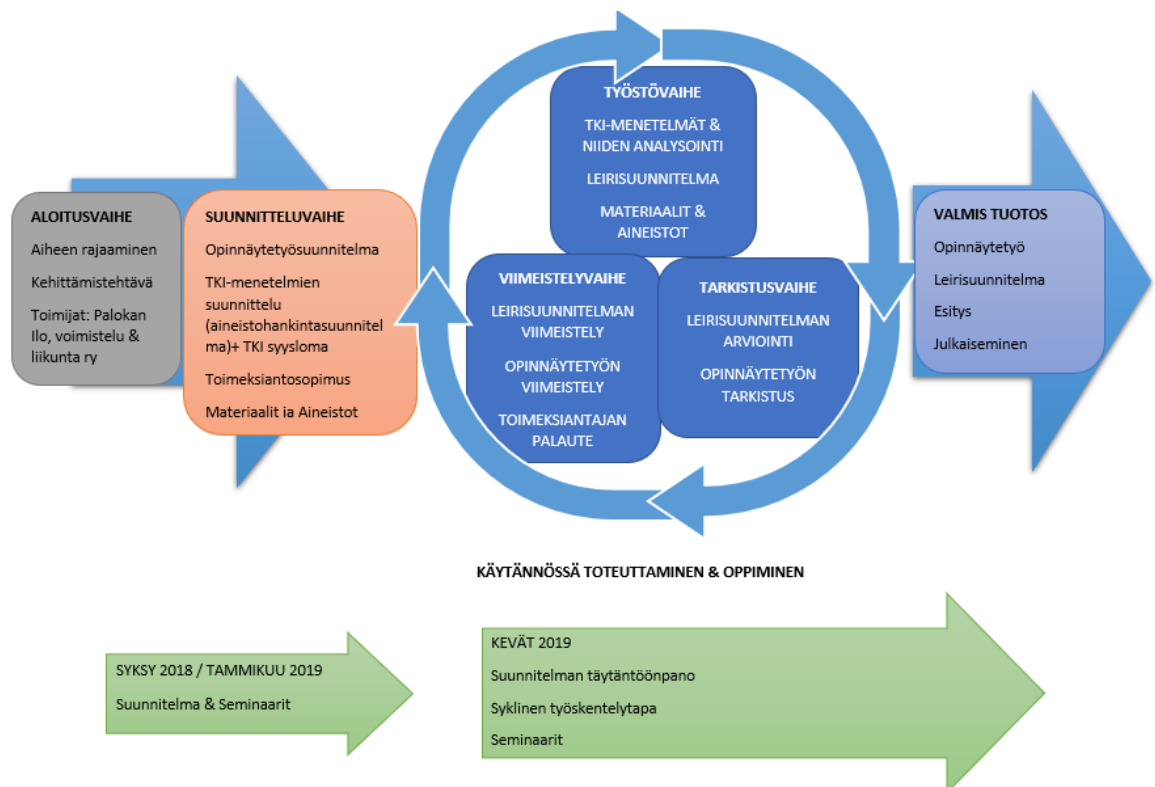 ALOITUSVAIHE
Aiheen rajaaminen
Kehittämistehtävä
Toimijat: Palokan
Ilo, voimistelu &
liikunta ry
SUUNNITTELUVAIHE
Opinnäytetyösuunnitelma
TKI-menetelmien
suunnittelu
(aineistohankintasuunnitel
ma)+ TKI syysloma
Toimeksiantosopimus
Materiaalit ia Aineistot
TYÖSTÖVAIHE
TKI-MENETELMÄT &
NIIDEN ANALYSOINTI
LEIRISUUNNITELMA
MATERIAALIT &
AINEISTOT
VIIMEISTELYVAIHE
LEIRISUUNNITELMAN
VIIMEISTELY
OPINNÄYTETYÖN
VIIMEISTELY
TOIMEKSIANTAJAN
PALAUTE
TARKISTUSVAIHE
LEIRISUUNNITELMAN
ARVIOINTI
OPINNÄYTETYÖN
TARKISTUS
VALMIS TUOTOS
Opinnäytetyö
Leirisuunnitelma
Esitys
Julkaiseminen
KÄYTÄNNÖSSÄ TOTEUTTAMINEN & OPPIMINEN
SYKSY 2018 / TAMMIKUU 2019
Suunnitelma & Seminaarit
KEVÄT 2019
Suunnitelman täytäntöönpano
Syklinen työskentelytapa
Seminaarit